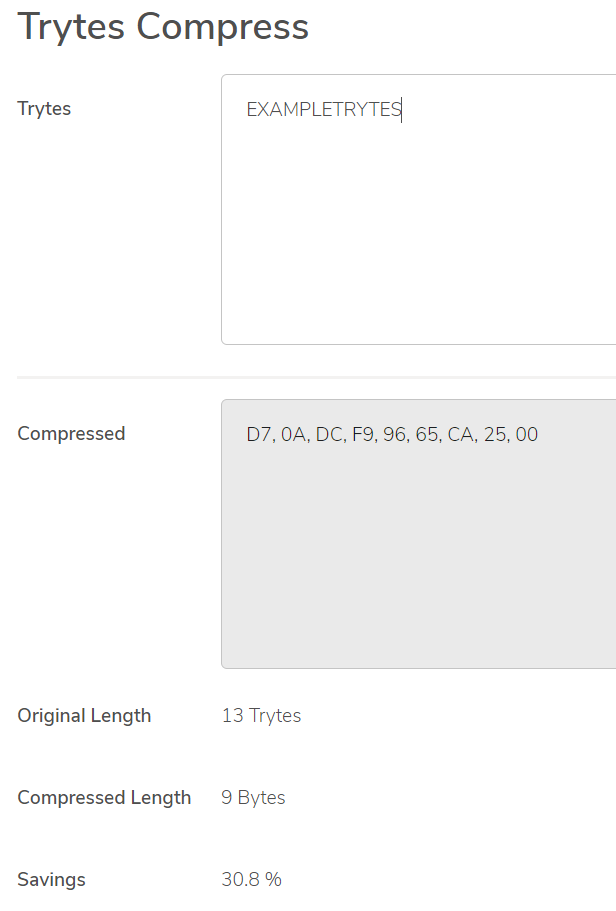 Trytes Compress
Trytes
EXAMPLETRYTES
Compressed
D7, 0A, DC, F9, 96, 65, CA, 25, 00
Original Length 13 Trytes
Compressed Length 9 Bytes
Savings 30.8 %